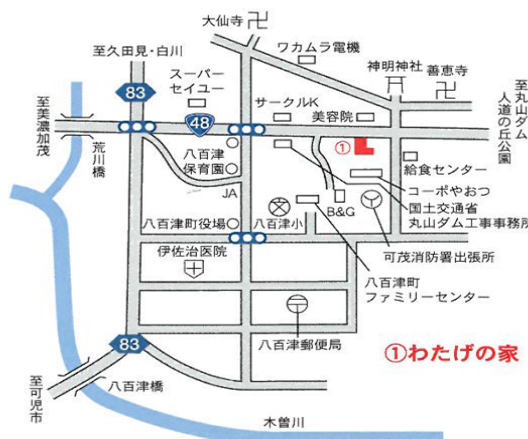 大仙寺
至久田見・白川
ワカムラ電機
神明神社
善恵寺
至丸山ダム
人道の丘公園
83
スーパー
セイユー
サークルK
美容院
至美濃加茂
48
①
荒川橋
八百津
保育園
給食センター
JA
コーポやおつ
国土交通省
丸山ダム工事事務所
B&G
八百津町役場
八百津小
可茂消防署出張所
伊佐治医院
八百津町
ファミリーセンター
83
八百津郵便局
①わたげの家
至可児市
八百津橋
木曽川